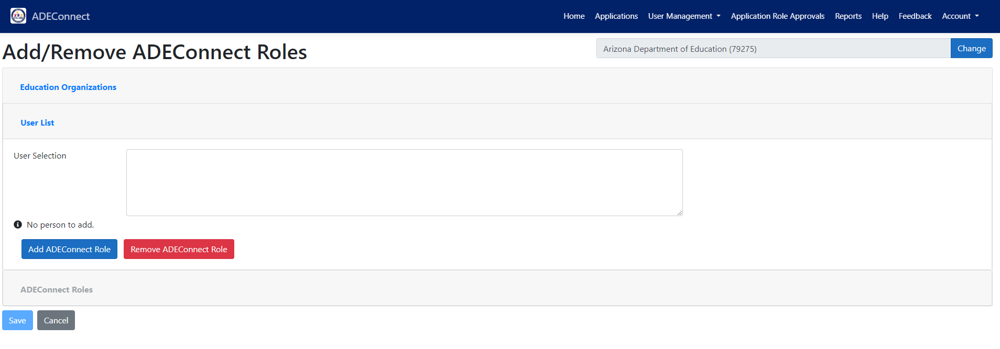 ADEConnect
Home Applications User Management Application Role Approvals Reports Help Feedback Account
Add/Remove ADEConnect Roles
Arizona Department of Education (79275) Change
Education Organizations
User List
User Selection
No person to add.
Add ADEConnect Role Remove ADEConnect Role
ADEConnect Roles
Save Cancel